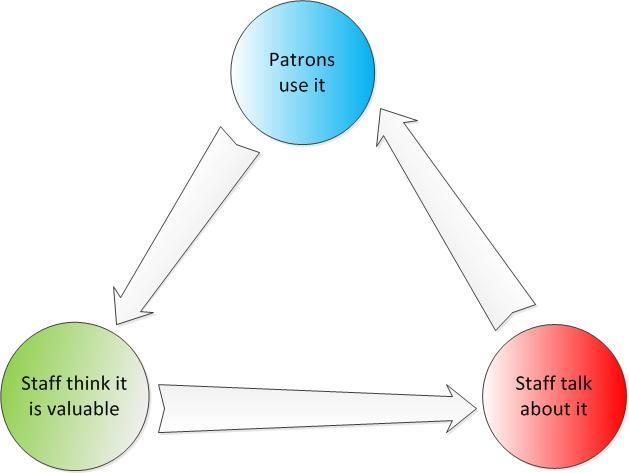 Patrons
use it
Staff think it
is valuable
Staff talk
about it